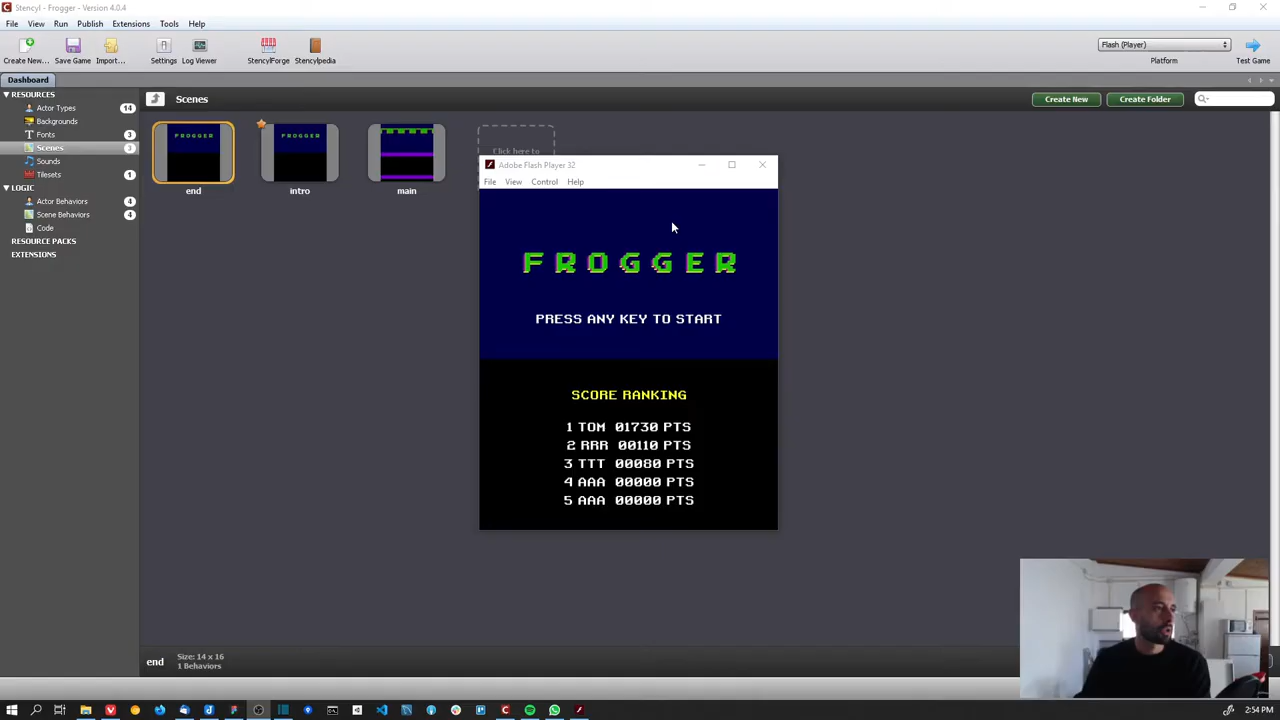 Stencyl - Frogger - Version 4.0.4
File View Run Publish Extensions Tools Help
Create New... Save Game Import... Settings Log Viewer StencylForge Stencylpedia
Flash (Player)
Platform
Test Game
Dashboard
RESOURCES
Actor Types 14
Backgrounds
Fonts 3
Scenes 3
Sounds
Tilesets 1
LOGIC
Actor Behaviors 4
Scene Behaviors 4
Code
RESOURCE PACKS
EXTENSIONS
Scenes
Create New
Create Folder
FROGGER
FROGGER
end
intro
main
Click here to
Adobe Flash Player 32
File View Control Help
FROGGER
PRESS ANY KEY TO START
SCORE RANKING
1 TOM 01730 PTS
2 RRR 00110 PTS
3 TTT 00080 PTS
4 AAA 00000 PTS
5 AAA 00000 PTS
end
Size: 14 x 16
1 Behaviors
2:54 PM